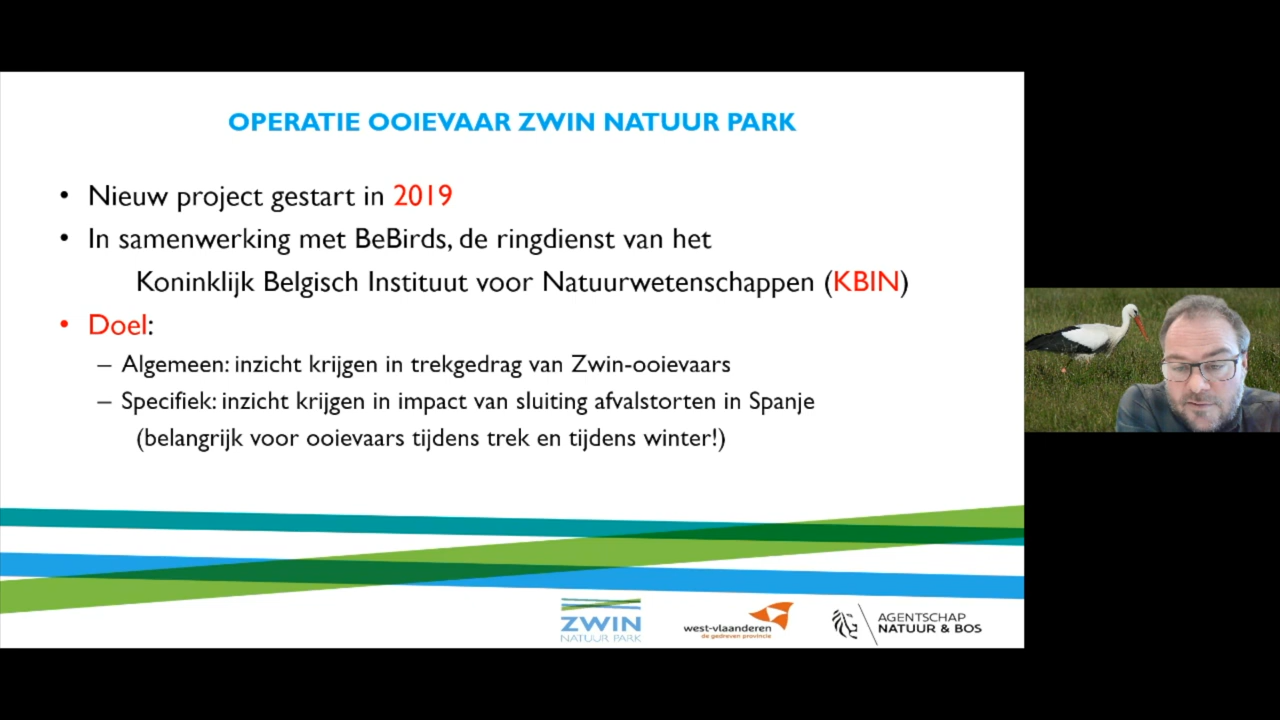 OPERATIE OOIEVAAR ZWIN NATUUR PARK
• Nieuw project gestart in 2019
• In samenwerking met BeBirds, de ringdienst van het
Koninklijk Belgisch Instituut voor Natuurwetenschappen (KBIN)
• Doel:
– Algemeen: inzicht krijgen in trekgedrag van Zwin-ooievaars
– Specifiek: inzicht krijgen in impact van sluiting afvalstorten in Spanje
(belangrijk voor ooievaars tijdens trek en tijdens winter!)
ZWIN
NATUUR PARK
west-vlaanderen
de gedreven provincie
AGENTSCHAP
NATUUR & BOS